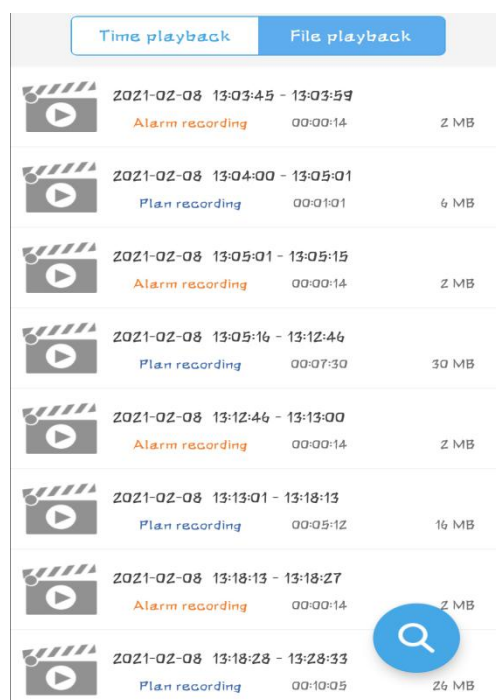 Time playback File playback
2021-02-08 13:03:45 - 13:03:59
Alarm recording 00:00:14 2 MB
2021-02-08 13:04:00 - 13:05:01
Plan recording 00:01:01 6 MB
2021-02-08 13:05:01 - 13:05:15
Alarm recording 00:00:14 2 MB
2021-02-08 13:05:16 - 13:12:46
Plan recording 00:07:30 30 MB
2021-02-08 13:12:46 - 13:13:00
Alarm recording 00:00:14 2 MB
2021-02-08 13:13:01 - 13:18:13
Plan recording 00:05:12 16 MB
2021-02-08 13:18:13 - 13:18:27
Alarm recording 00:00:14 2 MB
2021-02-08 13:18:28 - 13:28:33
Plan recording 00:10:05 26 MB